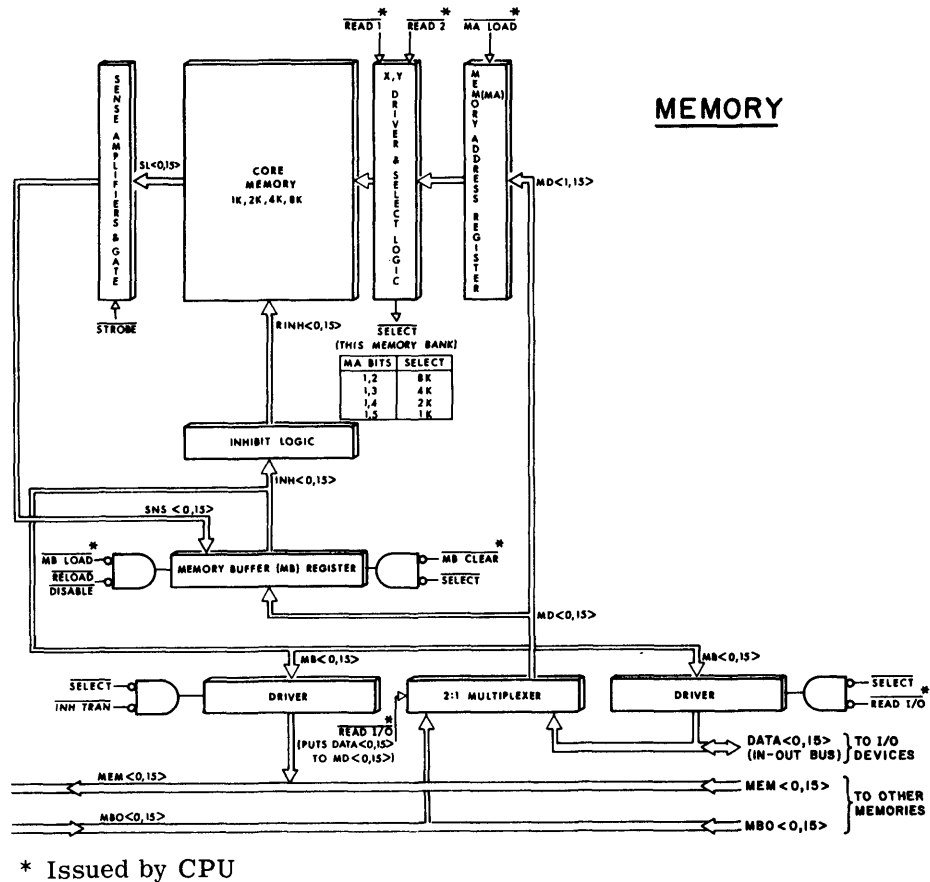 READ 1 * READ 2 * MA LOAD *
MEMORY
SENSE AMPLIFIERS & GATE
CORE
MEMORY
1K, 2K, 4K, 8K
X, Y DRIVER & SELECT LOGIC
MEMORY ADDRESS REGISTER
(MA)
SL<0,15>
MD<1,15>
STROBE
RINH<0,15>
SELECT
(THIS MEMORY BANK)
MA BITS SELECT
1,2 8K
1,3 4K
1,4 2K
1,5 1K
INHIBIT LOGIC
INH<0,15>
SNS <0,15>
MB LOAD *
RELOAD
DISABLE
MEMORY BUFFER (MB) REGISTER
MB CLEAR *
SELECT
MD<0,15>
MB<0,15>
MB<0,15>
SELECT
INH TRAN
DRIVER
2:1 MULTIPLEXER
DRIVER
SELECT
READ I/O *
READ I/O *
(PUTS DATA<0,15>
TO MD<0,15>)
DATA<0,15>
(IN-OUT BUS)
TO I/O
DEVICES
MEM<0,15>
MEM<0,15>
TO OTHER
MEMORIES
MBO<0,15>
MBO<0,15>
* Issued by CPU